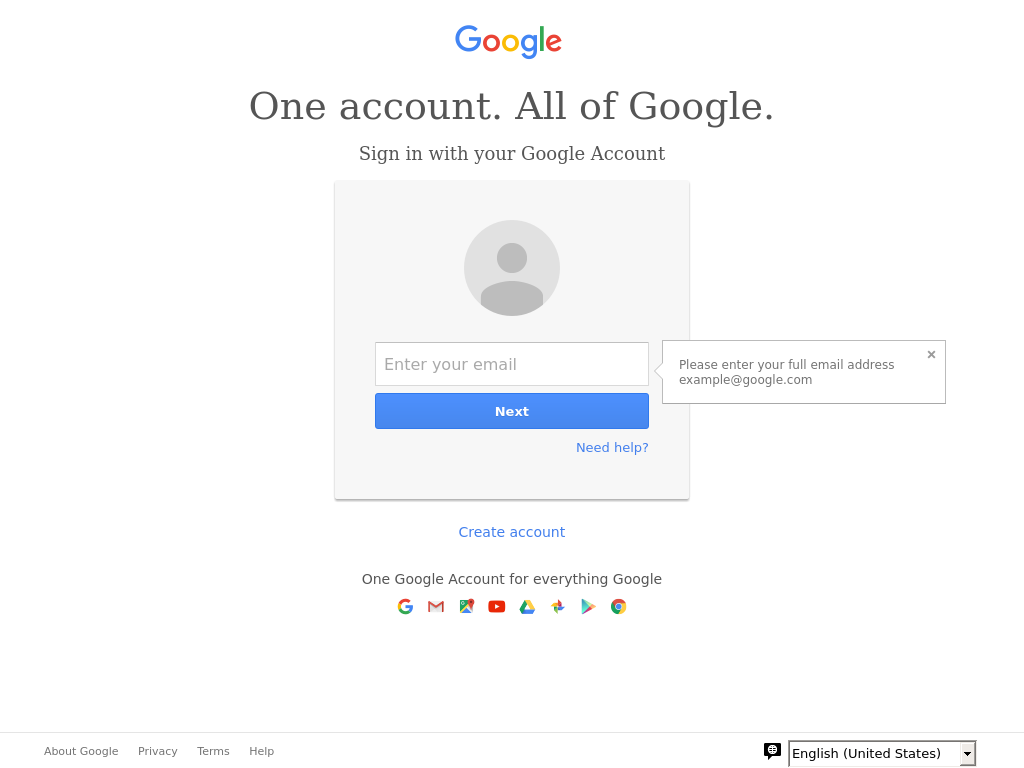 Google
One account. All of Google.
Sign in with your Google Account
Enter your email
Please enter your full email address
example@google.com
×
Next
Need help?
Create account
One Google Account for everything Google
About Google Privacy Terms Help
English (United States)